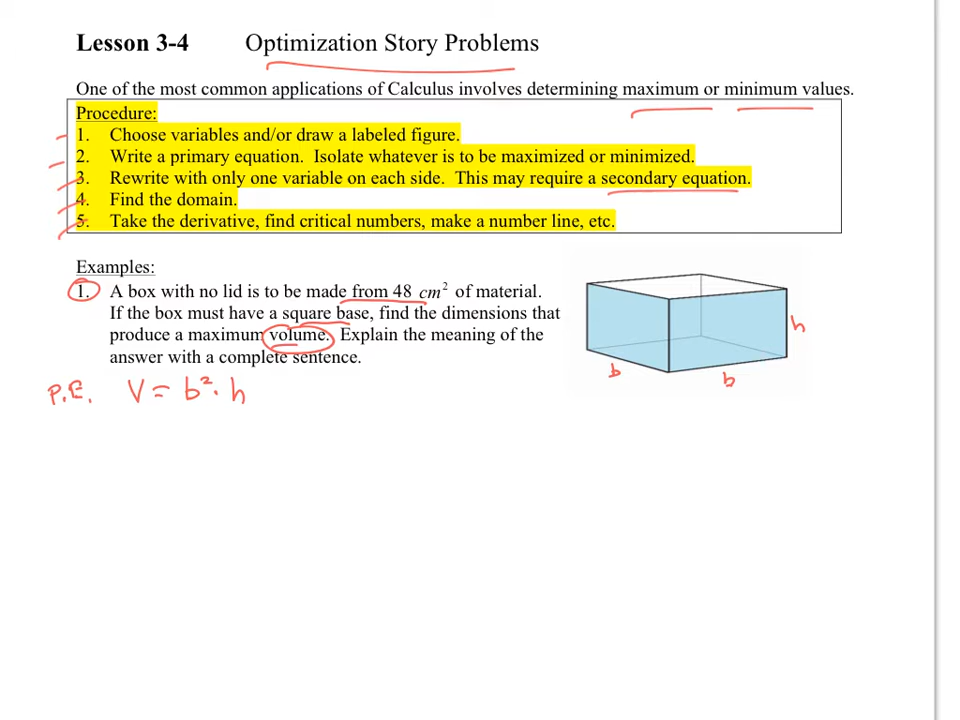 Lesson 3-4 Optimization Story Problems
One of the most common applications of Calculus involves determining maximum or minimum values.
Procedure:
1. Choose variables and/or draw a labeled figure.
2. Write a primary equation. Isolate whatever is to be maximized or minimized.
3. Rewrite with only one variable on each side. This may require a secondary equation.
4. Find the domain.
5. Take the derivative, find critical numbers, make a number line, etc.
Examples:
1. A box with no lid is to be made from 48 cm² of material.
If the box must have a square base, find the dimensions that
produce a maximum volume. Explain the meaning of the
answer with a complete sentence.
h
b
b
P.E. V = b² · h